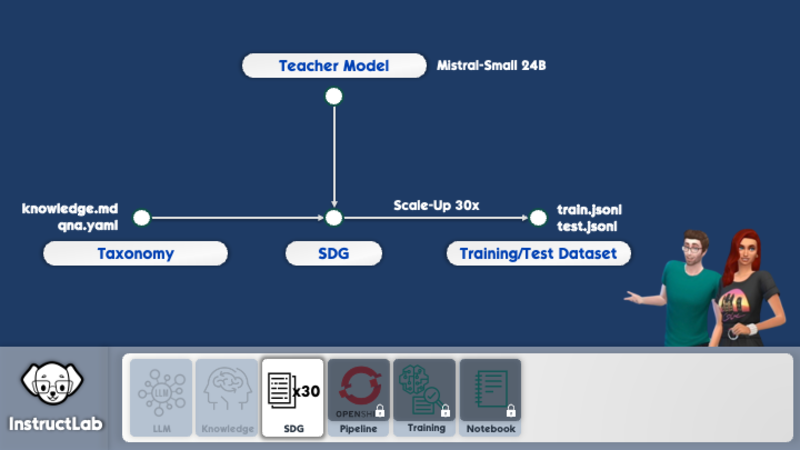 Teacher Model
Mistral-Small 24B
knowledge.md
qna.yaml
Scale-Up 30x
train.jsonl
test.jsonl
Taxonomy
SDG
Training/Test Dataset
InstructLab
LLM
LLM
Knowledge
x30
SDG
OPENSHI
Pipeline
Training
Notebook